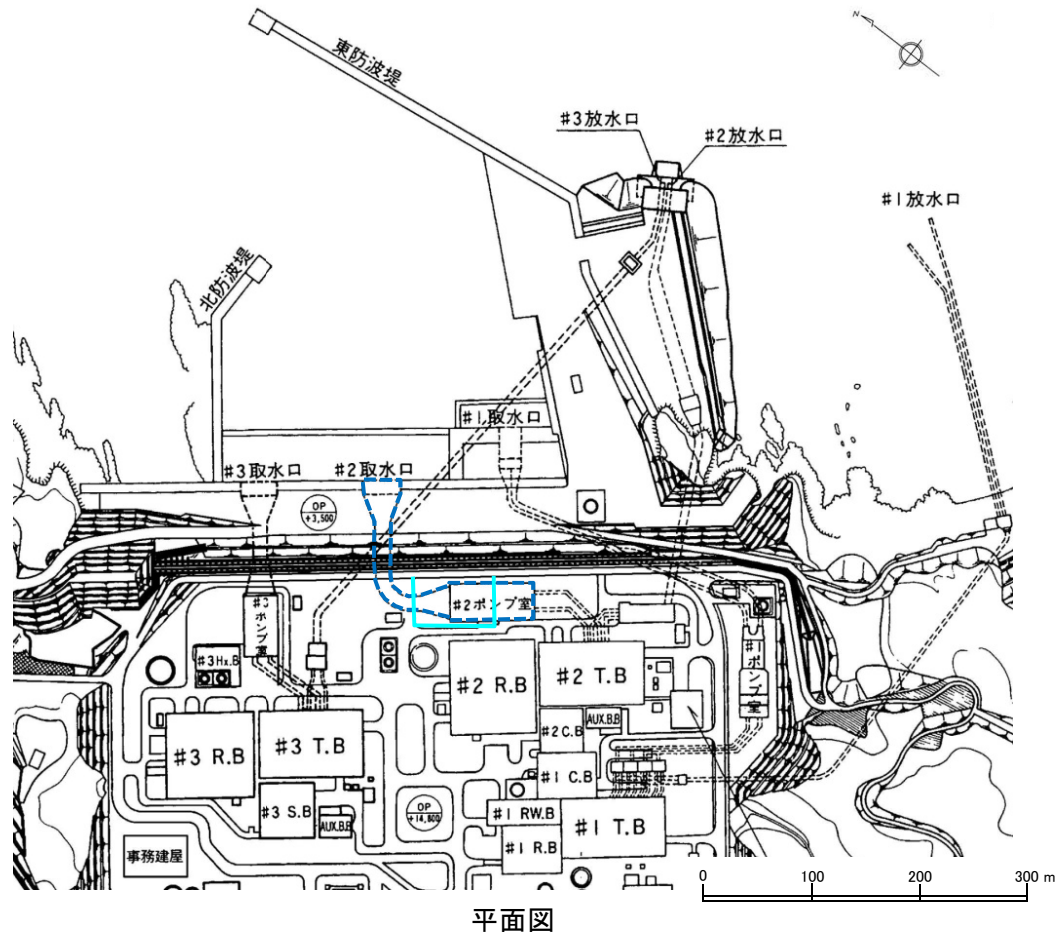 N
東防波堤
#3放水口
#2放水口
#1放水口
北防波堤
#1取水口
#3取水口
#2取水口
OP
+3,500
#3ポンプ室
#2ポンプ室
#1ポンプ室
#3Hx.B
#2 R.B
#2 T.B
AUX.B.B
#2C.B
#3 R.B
#3 T.B
#1 C.B
#3 S.B
AUX.B.B
OP
+14,800
#1 RW.B
#1 T.B
#1 R.B
事務建屋
0 100 200 300 m
平面図